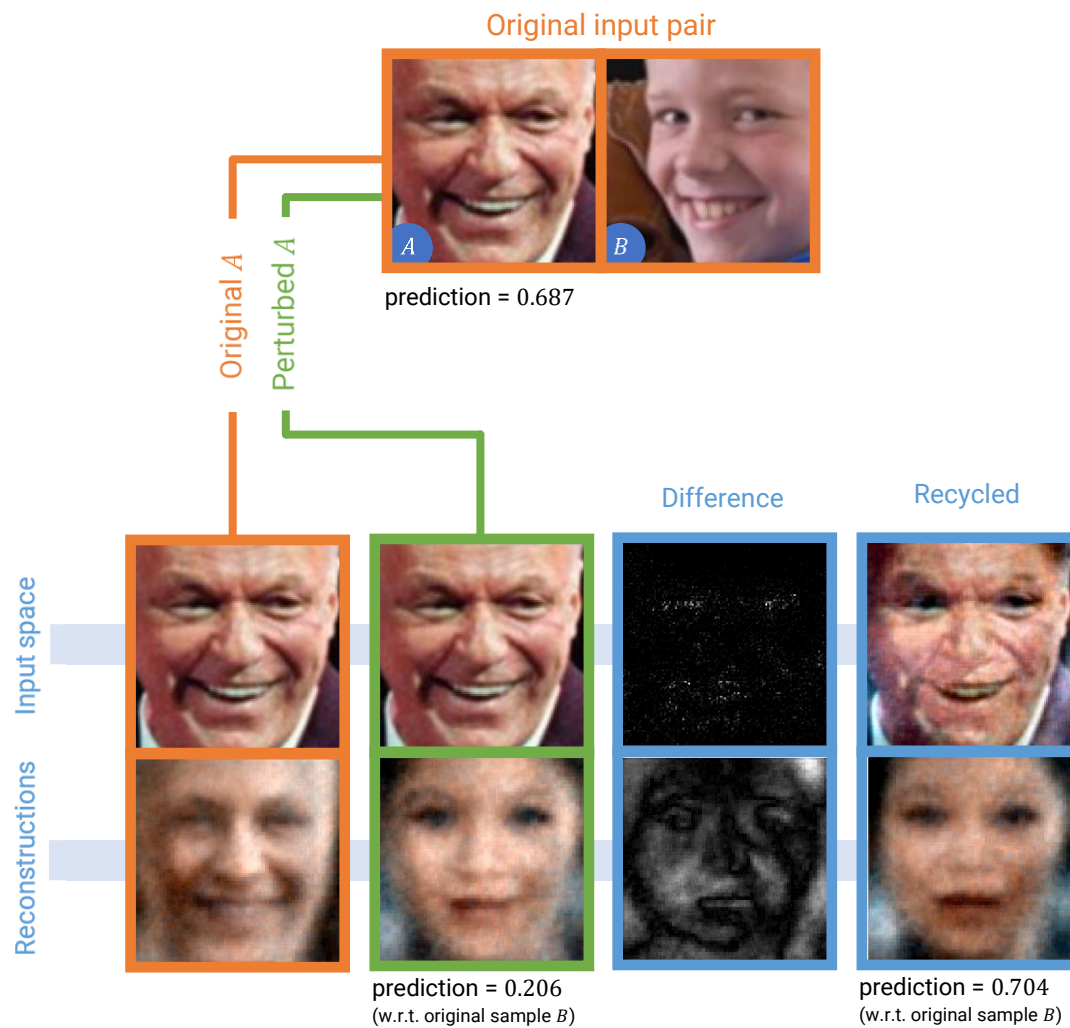 Original input pair
A
B
prediction = 0.687
Original A
Perturbed A
Difference
Recycled
Input space
Reconstructions
prediction = 0.206
(w.r.t. original sample B)
prediction = 0.704
(w.r.t. original sample B)